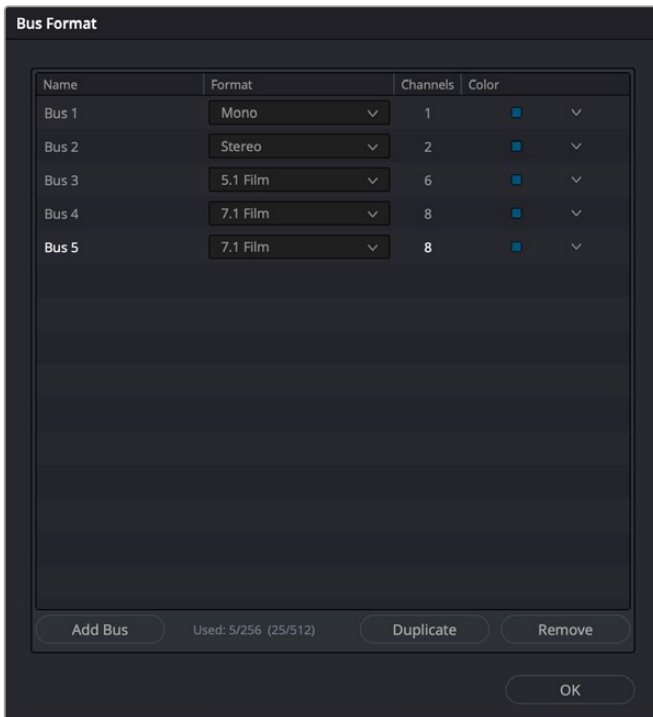 Bus Format
Name Format Channels Color
Bus 1 Mono 1
Bus 2 Stereo 2
Bus 3 5.1 Film 6
Bus 4 7.1 Film 8
Bus 5 7.1 Film 8
Add Bus Used: 5/256 (25/512) Duplicate Remove
OK